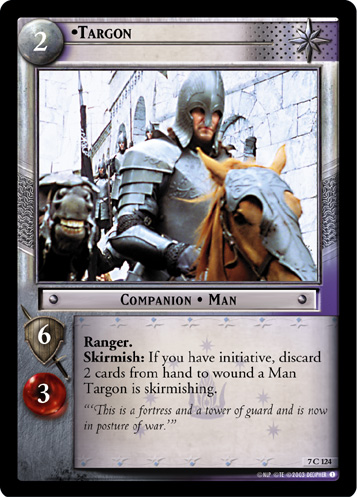 2
•Targon
Companion • Man
6
3
Ranger.
Skirmish: If you have initiative, discard
2 cards from hand to wound a Man
Targon is skirmishing.
“‘This is a fortress and a tower of guard and is now
in posture of war.’”
7 C 124